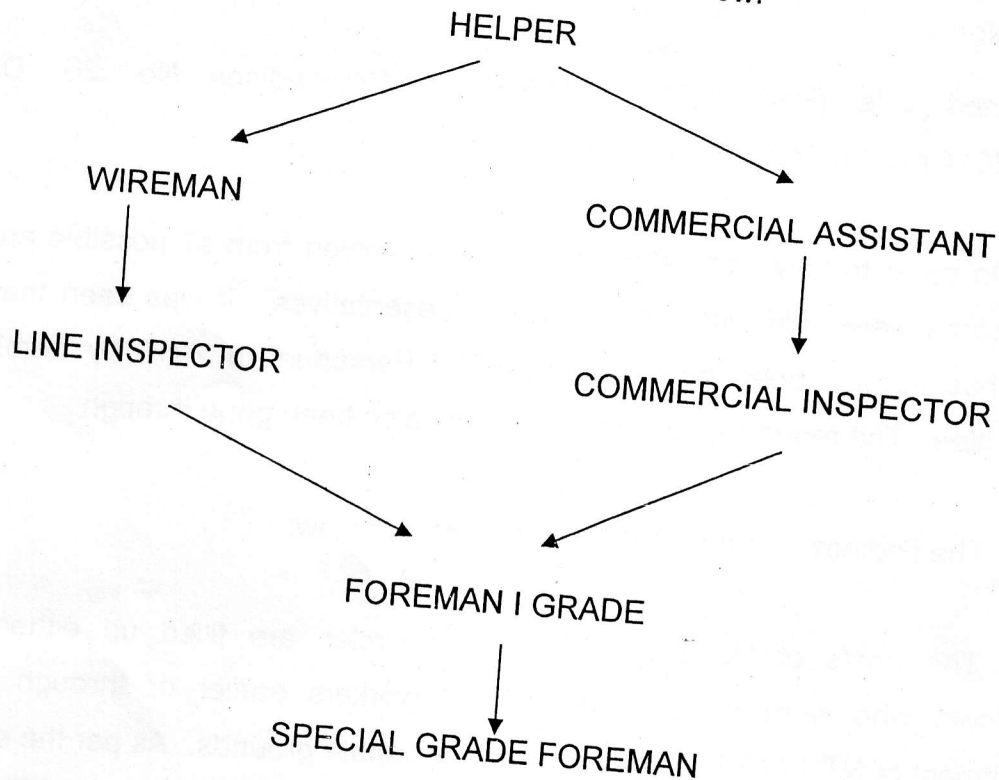 HELPER
WIREMAN
COMMERCIAL ASSISTANT
LINE INSPECTOR
COMMERCIAL INSPECTOR
FOREMAN I GRADE
SPECIAL GRADE FOREMAN